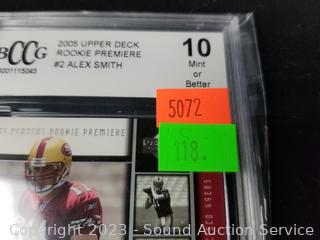 BCCG
0001115045
2005 UPPER DECK
ROOKIE PREMIERE
#2 ALEX SMITH
10
Mint
or
Better
5072
118.
ROOKIE PREMIERE
49ERS
Copyright 2023 - Sound Auction Service